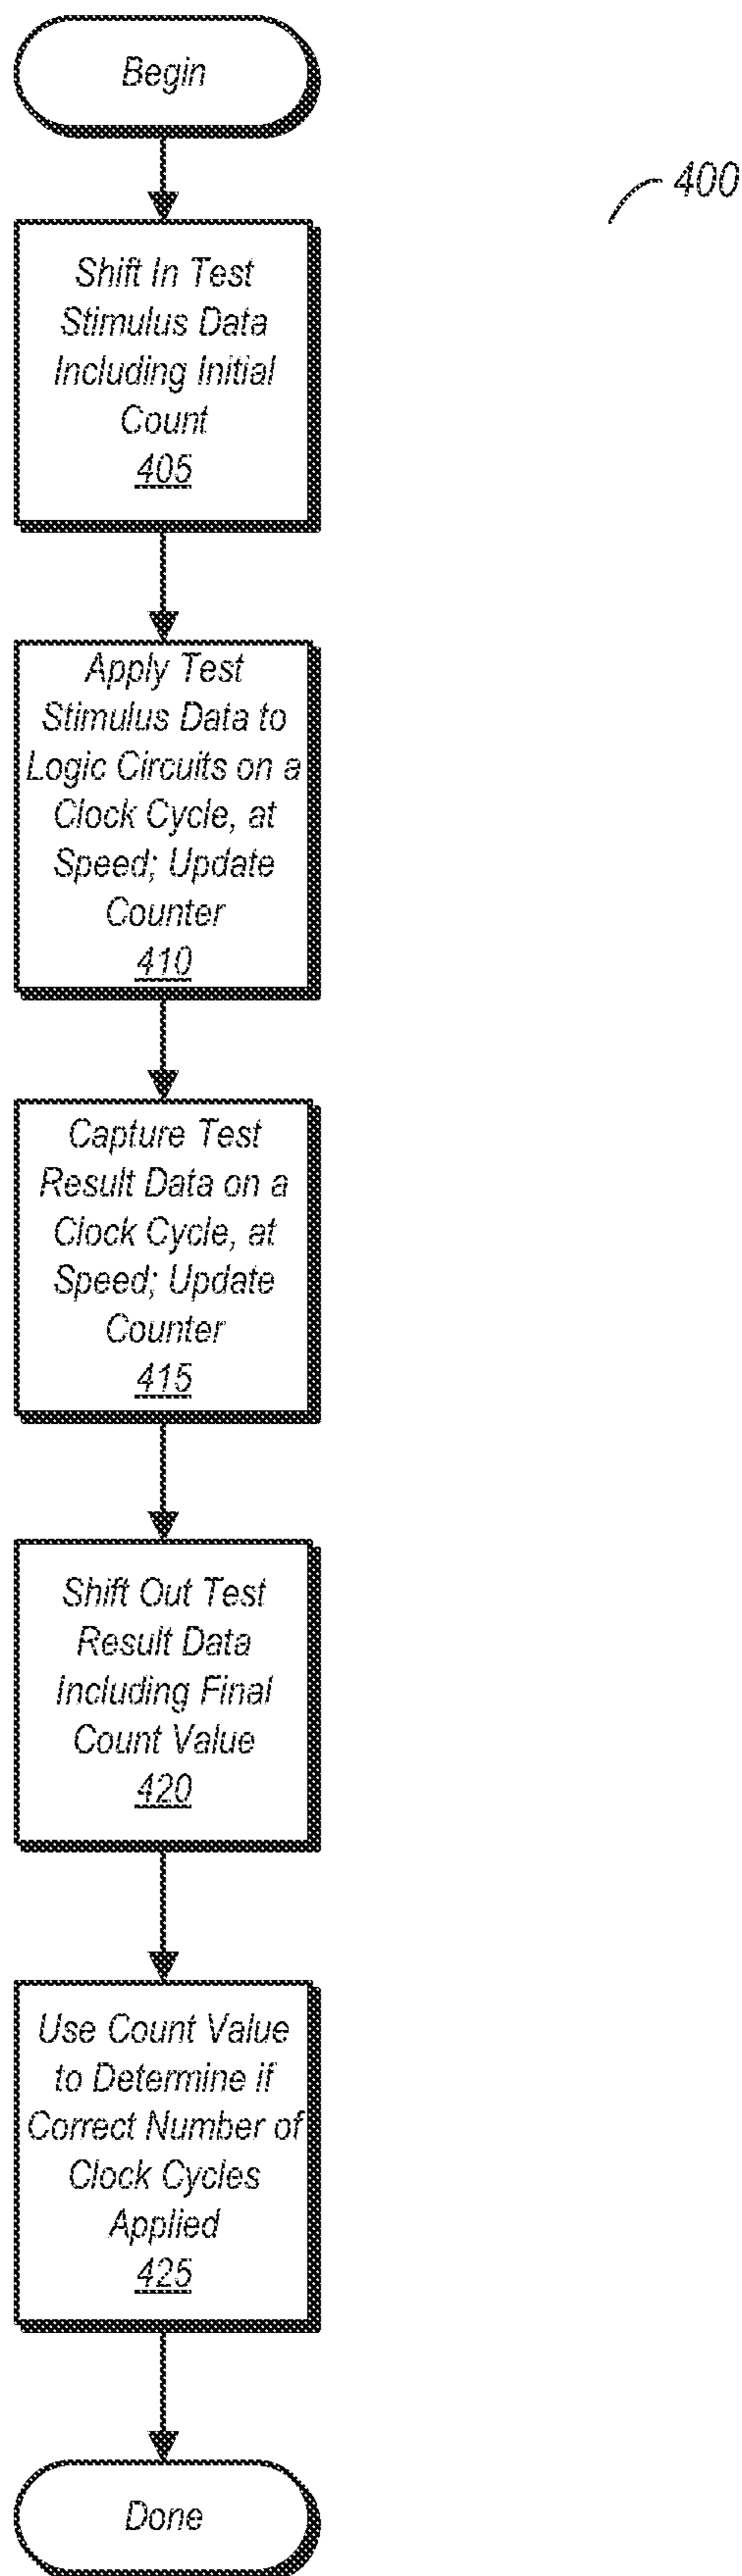 Begin
400
Shift In Test
Stimulus Data
Including Initial
Count
405
Apply Test
Stimulus Data to
Logic Circuits on a
Clock Cycle, at
Speed; Update
Counter
410
Capture Test
Result Data on a
Clock Cycle, at
Speed; Update
Counter
415
Shift Out Test
Result Data
Including Final
Count Value
420
Use Count Value
to Determine if
Correct Number of
Clock Cycles
Applied
425
Done